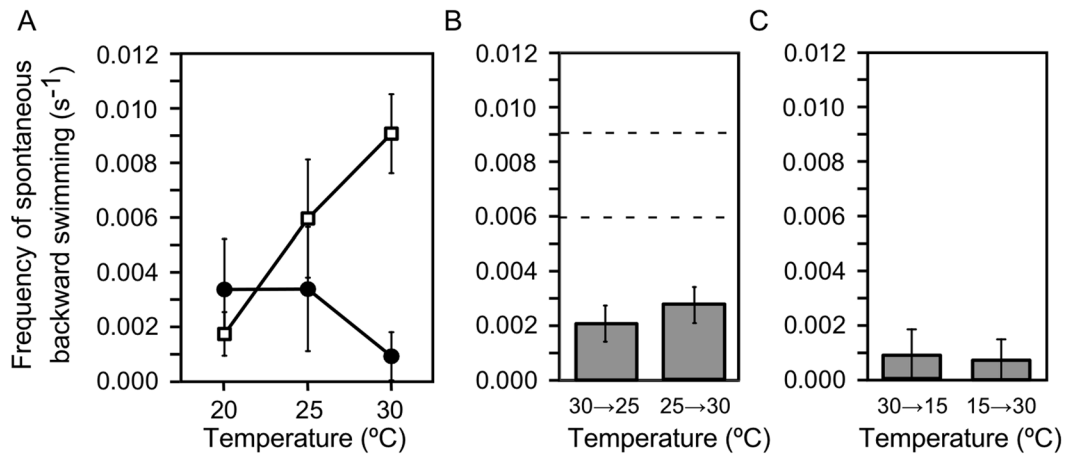 A
B
C
Frequency of spontaneous
backward swimming (s-1)
0.012
0.010
0.008
0.006
0.004
0.002
0.000
20 25 30
Temperature (ºC)
0.012
0.010
0.008
0.006
0.004
0.002
0.000
30→25 25→30
Temperature (ºC)
0.012
0.010
0.008
0.006
0.004
0.002
0.000
30→15 15→30
Temperature (ºC)